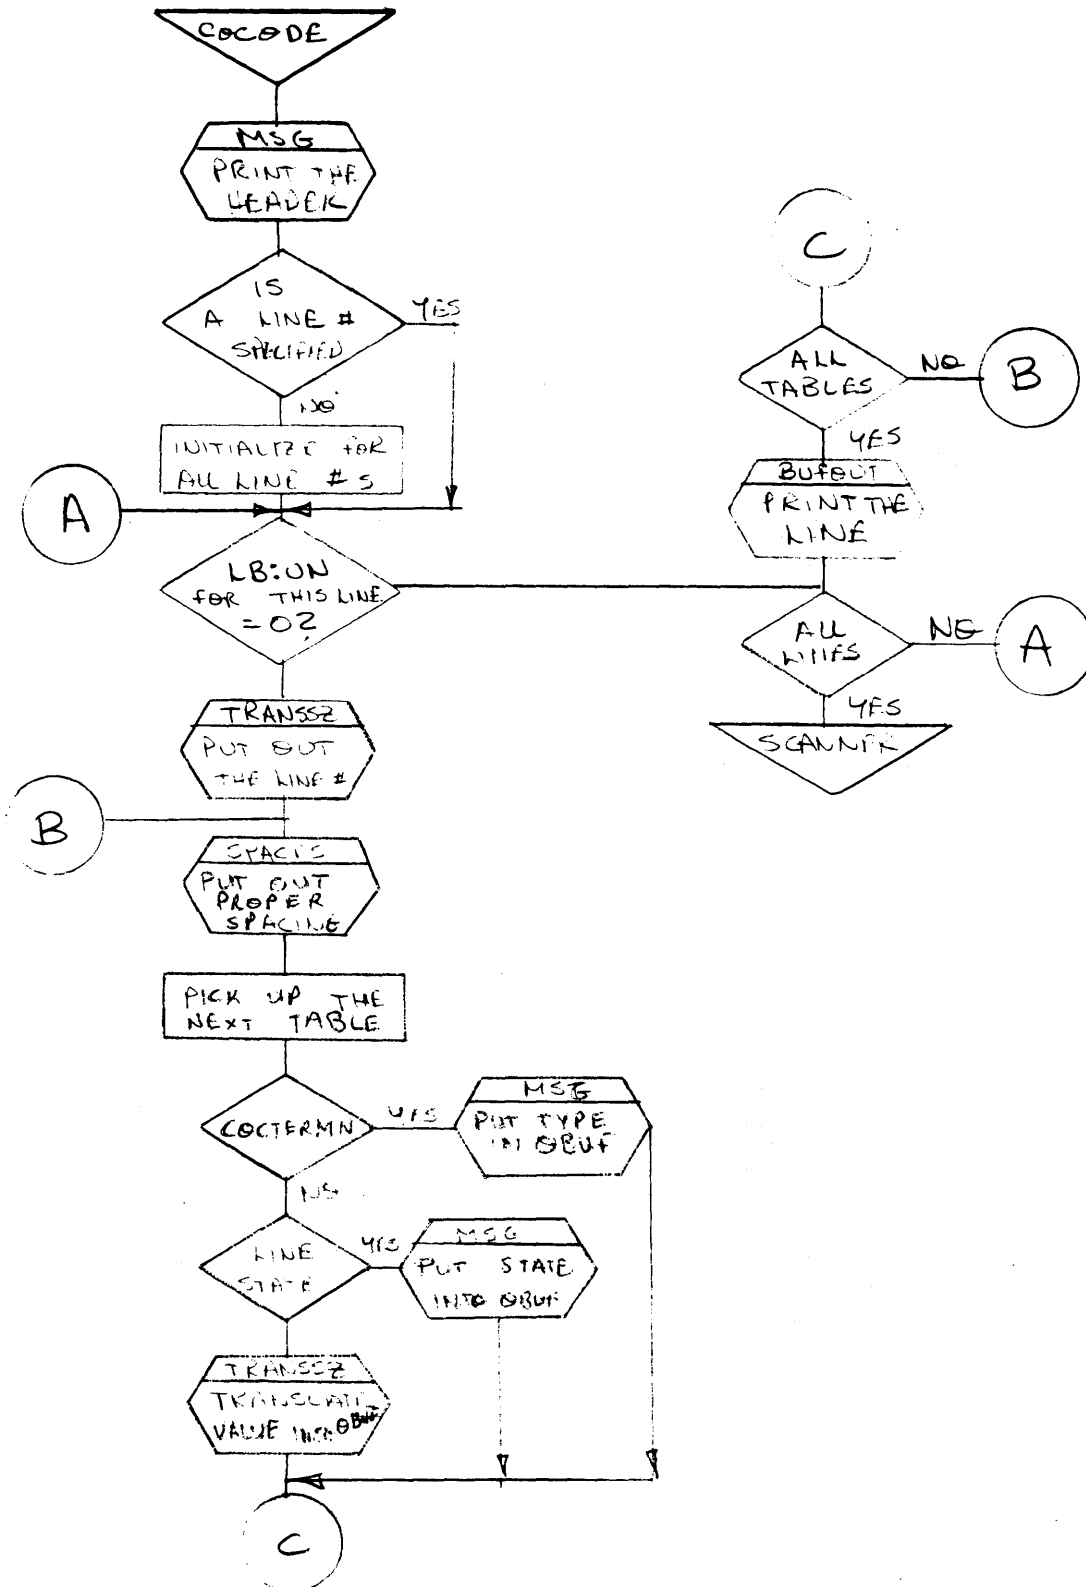 COCODE
MSG
PRINT THE
HEADER
IS
A LINE #
SPECIFIED
YES
NO
INITIALIZE FOR
ALL LINE #S
A
LB:UN
FOR THIS LINE
=0?
TRANSSZ
PUT OUT
THE LINE #
B
SPACES
PUT OUT
PROPER
SPACING
PICK UP THE
NEXT TABLE
COCTERMN
YES
MSG
PUT TYPE
IN OBUF
NO
LINE
STATE
YES
MSG
PUT STATE
INTO OBUF
TRANSSZ
TRANSLATE
VALUE INTO OBUF
C
C
ALL
TABLES
NO
B
YES
BUFOUT
PRINT THE
LINE
ALL
LINES
NO
A
YES
SCANNER